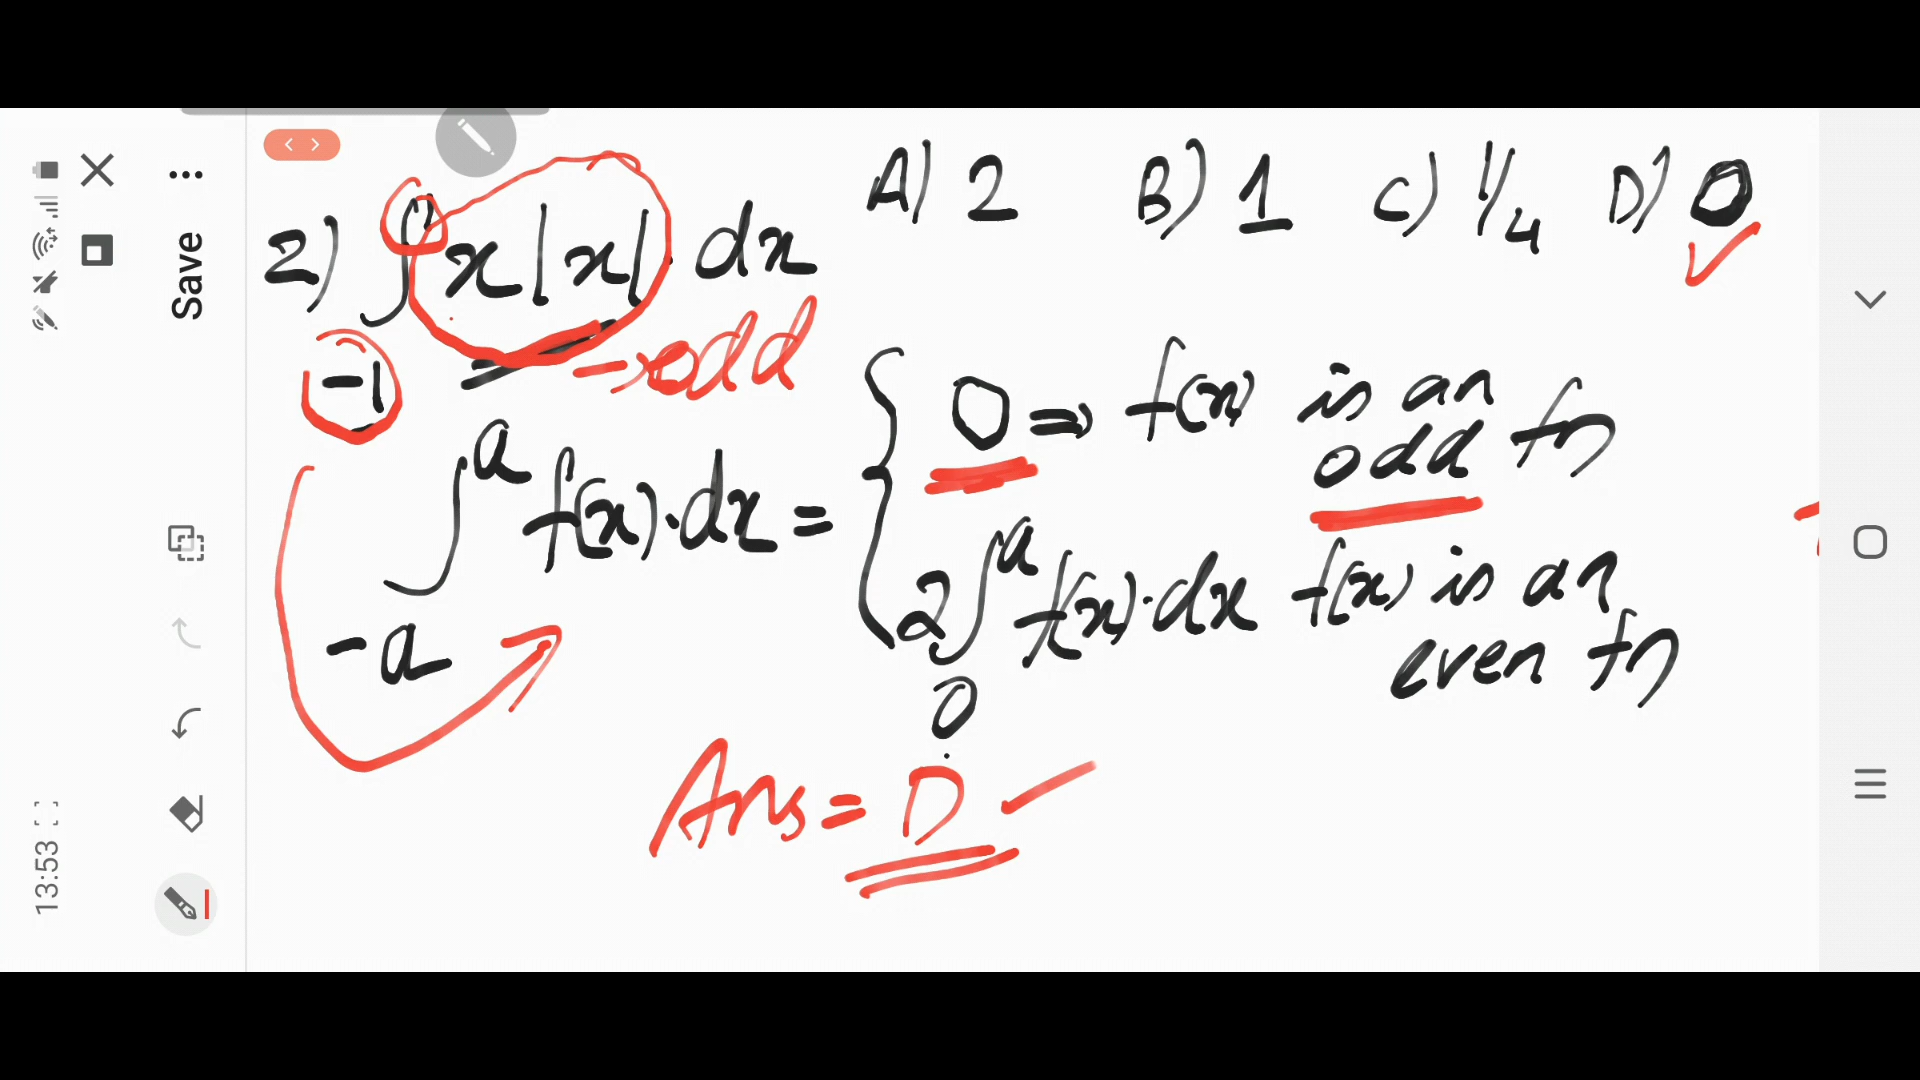 2) ∫ x|x|. dx
-1
A) 2 B) 1 C) 1/4 D) 0
→ odd
∫ᵃ f(x).dx = { 0 ⇒ f(x) is an odd fn
-a
2∫ᵃ f(x).dx f(x) is an even fn
0
Ans = D
Save
13:53